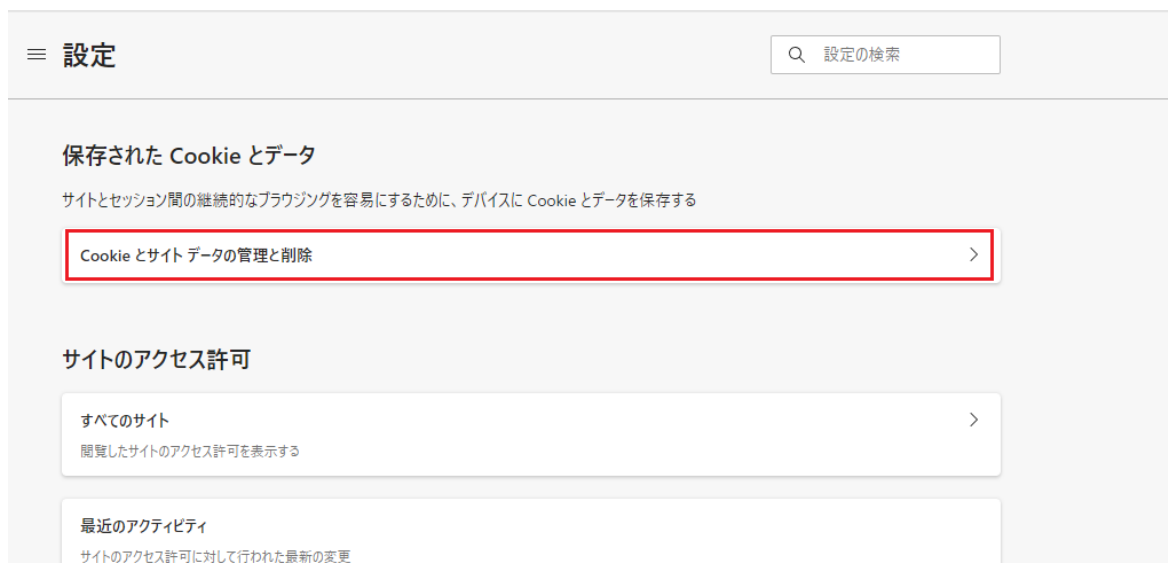 設定
設定の検索
保存された Cookie とデータ
サイトとセッション間の継続的なブラウジングを容易にするために、デバイスに Cookie とデータを保存する
Cookie とサイト データの管理と削除
サイトのアクセス許可
すべてのサイト
閲覧したサイトのアクセス許可を表示する
最近のアクティビティ
サイトのアクセス許可に対して行われた最新の変更